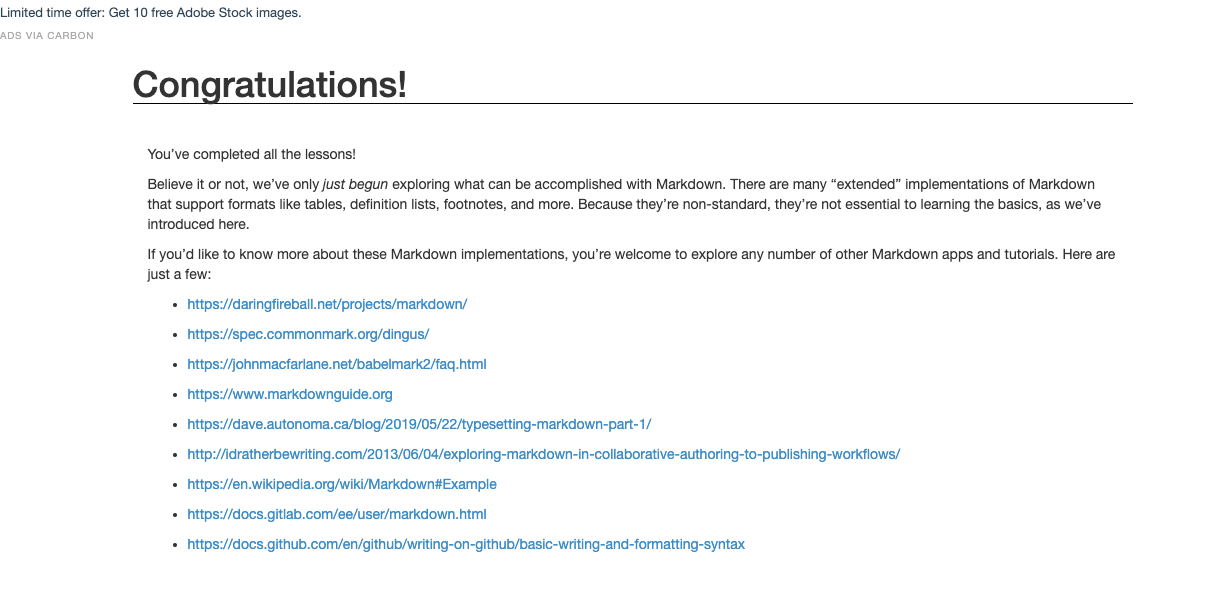 Limited time offer: Get 10 free Adobe Stock images.
ADS VIA CARBON
Congratulations!
You’ve completed all the lessons!
Believe it or not, we’ve only just begun exploring what can be accomplished with Markdown. There are many “extended” implementations of Markdown
that support formats like tables, definition lists, footnotes, and more. Because they’re non-standard, they’re not essential to learning the basics, as we’ve
introduced here.
If you’d like to know more about these Markdown implementations, you’re welcome to explore any number of other Markdown apps and tutorials. Here are
just a few:
• https://daringfireball.net/projects/markdown/
• https://spec.commonmark.org/dingus/
• https://johnmacfarlane.net/babelmark2/faq.html
• https://www.markdownguide.org
• https://dave.autonoma.ca/blog/2019/05/22/typesetting-markdown-part-1/
• http://idratherbewriting.com/2013/06/04/exploring-markdown-in-collaborative-authoring-to-publishing-workflows/
• https://en.wikipedia.org/wiki/Markdown#Example
• https://docs.gitlab.com/ee/user/markdown.html
• https://docs.github.com/en/github/writing-on-github/basic-writing-and-formatting-syntax